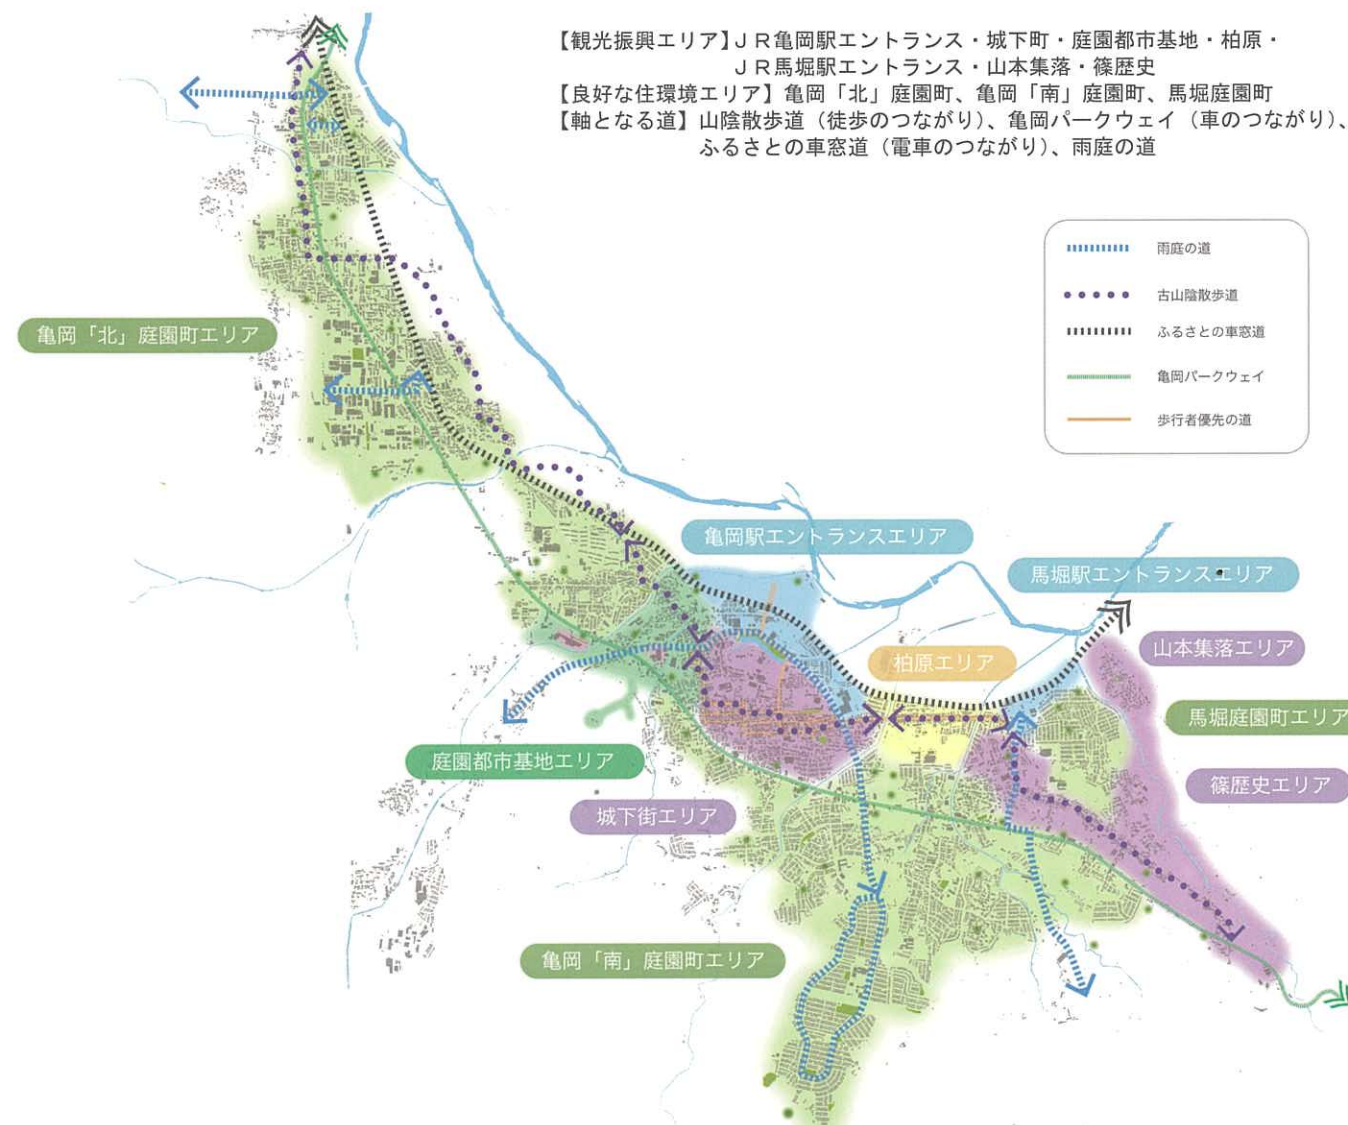 【観光振興エリア】ＪＲ亀岡駅エントランス・城下町・庭園都市基地・柏原・
ＪＲ馬堀駅エントランス・山本集落・篠歴史
【良好な住環境エリア】亀岡「北」庭園町、亀岡「南」庭園町、馬堀庭園町
【軸となる道】山陰散歩道（徒歩のつながり）、亀岡パークウェイ（車のつながり）、
ふるさとの車窓道（電車のつながり）、雨庭の道
雨庭の道
古山陰散歩道
ふるさとの車窓道
亀岡パークウェイ
歩行者優先の道
亀岡「北」庭園町エリア
亀岡駅エントランスエリア
馬堀駅エントランスエリア
山本集落エリア
柏原エリア
馬堀庭園町エリア
庭園都市基地エリア
篠歴史エリア
城下街エリア
亀岡「南」庭園町エリア